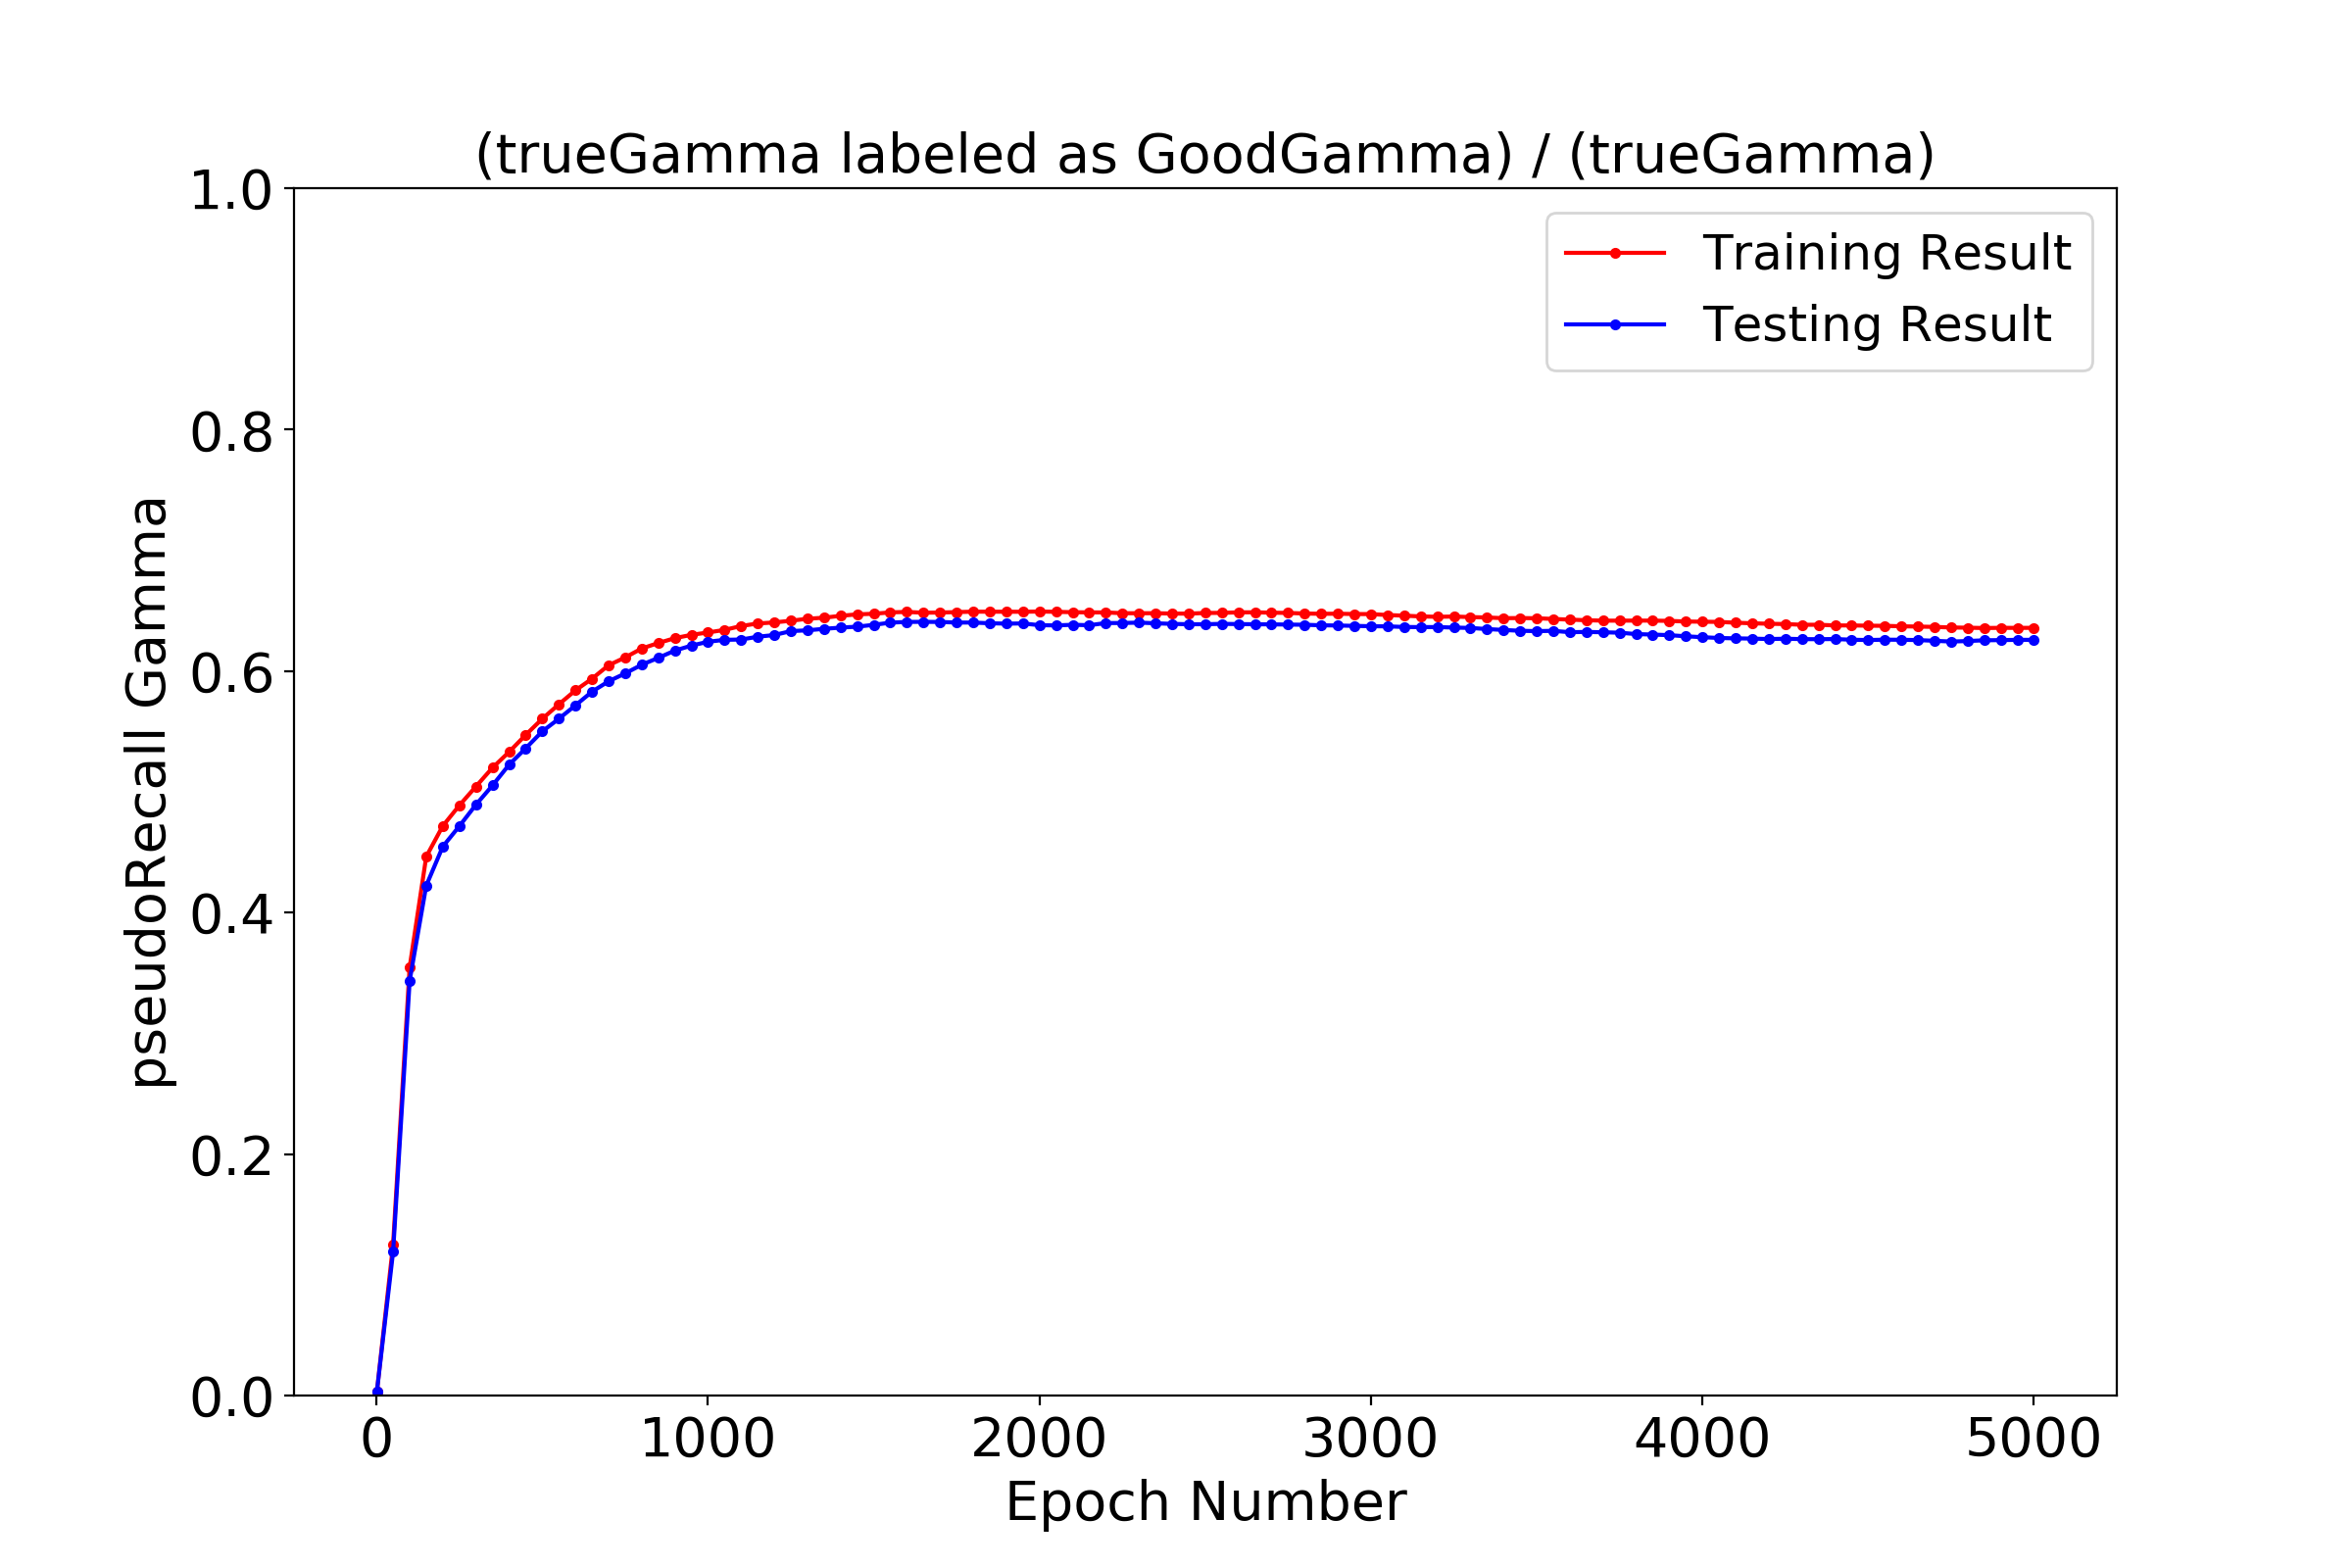 (trueGamma labeled as GoodGamma) / (trueGamma)
1.0
0.8
0.6
0.4
0.2
0.0
pseudoRecall Gamma
Training Result
Testing Result
0 1000 2000 3000 4000 5000
Epoch Number